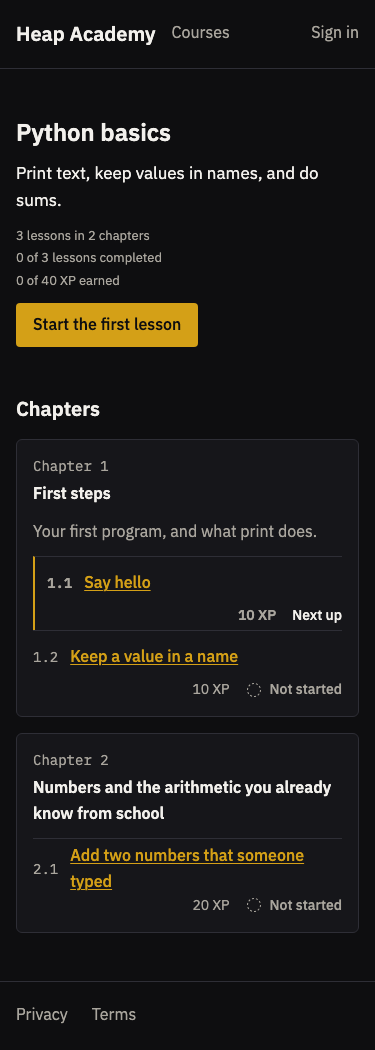 Heap Academy Courses Sign in
Python basics
Print text, keep values in names, and do
sums.
3 lessons in 2 chapters
0 of 3 lessons completed
0 of 40 XP earned
Start the first lesson
Chapters
Chapter 1
First steps
Your first program, and what print does.
1.1 Say hello
10 XP Next up
1.2 Keep a value in a name
10 XP Not started
Chapter 2
Numbers and the arithmetic you already
know from school
2.1 Add two numbers that someone
typed
20 XP Not started
Privacy Terms